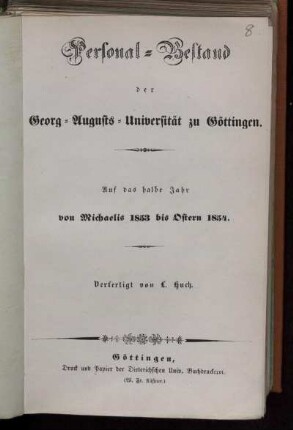 8
Personal-Bestand
der
Georg-Augusts-Universität zu Göttingen.
Auf das halbe Jahr
von Michaelis 1853 bis Ostern 1854.
Verfertigt von L. Huch.
Göttingen,
Druck und Papier der Dieterichschen Univ. Buchdruckerei.
(W. Fr. Kästner.)